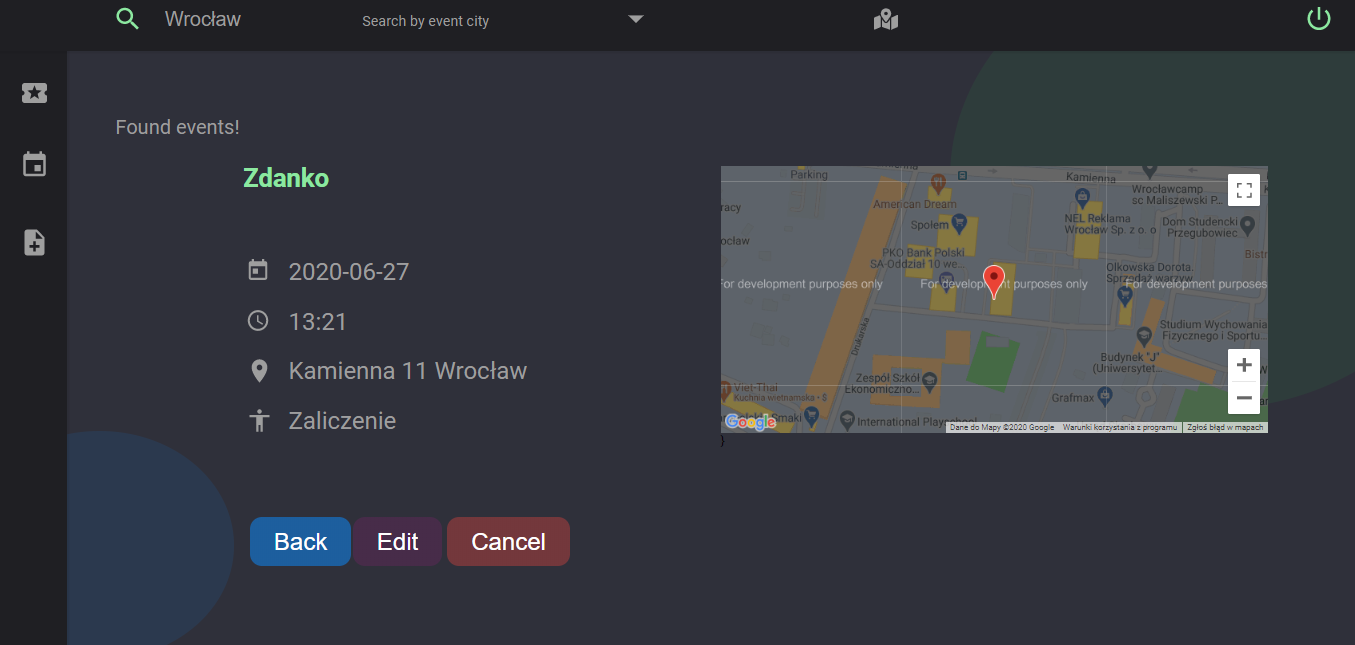 Wrocław
Search by event city
Found events!
Zdanko
2020-06-27
13:21
Kamienna 11 Wrocław
Zaliczenie
Back
Edit
Cancel
Parking
Kamienna
Wrocławcamp
sc Maliszewski P...
American Dream
racy
Społem
NEL Reklama
Wrocław Sp. z o. o
Dom Studencki
Przegubowiec
ocław
PKO Bank Polski
SA-Oddział 10 we...
Bistr
Olkowska Dorota.
Sprzedaż warzyw
For development purposes only
For development purposes only
For development purposes
Drukarska
Studium Wychowania
Fizycznego i Sportu...
Budynek "J"
(Uniwersytet...
Zespół Szkół
Ekonomiczno...
Viet-Thai
Kuchnia wietnamska • $
Grafmax
Smaki
International Playschool
Google
Dane do Mapy ©2020 Google
Warunki korzystania z programu
Zgłoś błąd w mapach
)